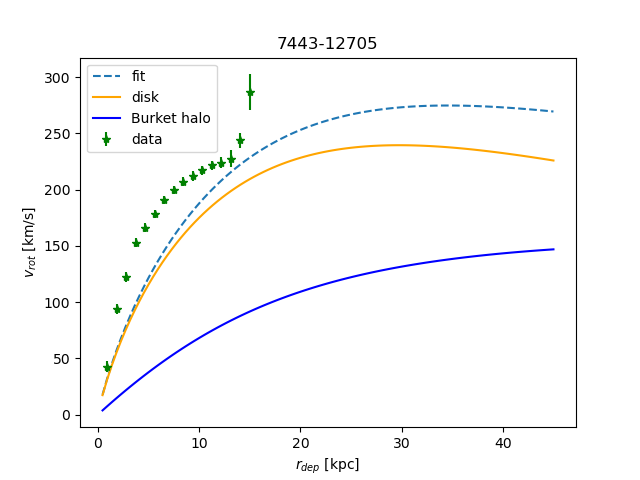 7443-12705
fit
disk
Burket halo
data
300
250
200
150
100
50
0
v_rot [km/s]
0 10 20 30 40
r_dep [kpc]